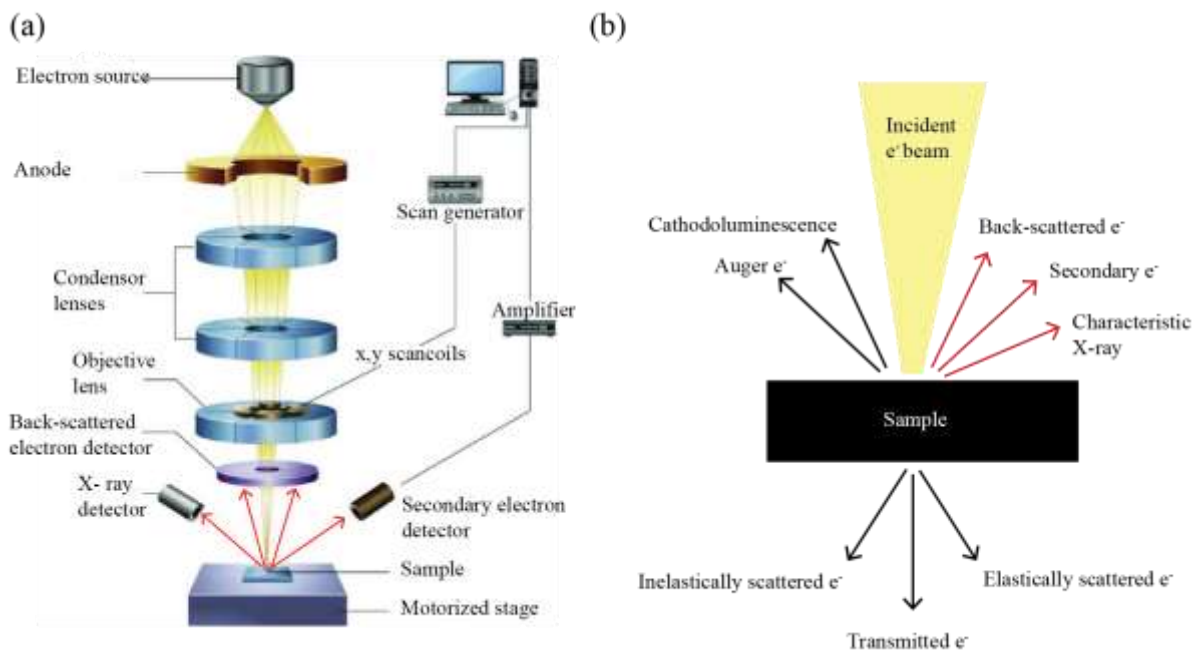 (a)
Electron source
Anode
Scan generator
Condensor
lenses
Amplifier
x,y scancoils
Objective
lens
Back-scattered
electron detector
X- ray
detector
Secondary electron
detector
Sample
Motorized stage
(b)
Incident
e⁻ beam
Cathodoluminescence
Back-scattered e⁻
Auger e⁻
Secondary e⁻
Characteristic
X-ray
Sample
Inelastically scattered e⁻
Elastically scattered e⁻
Transmitted e⁻